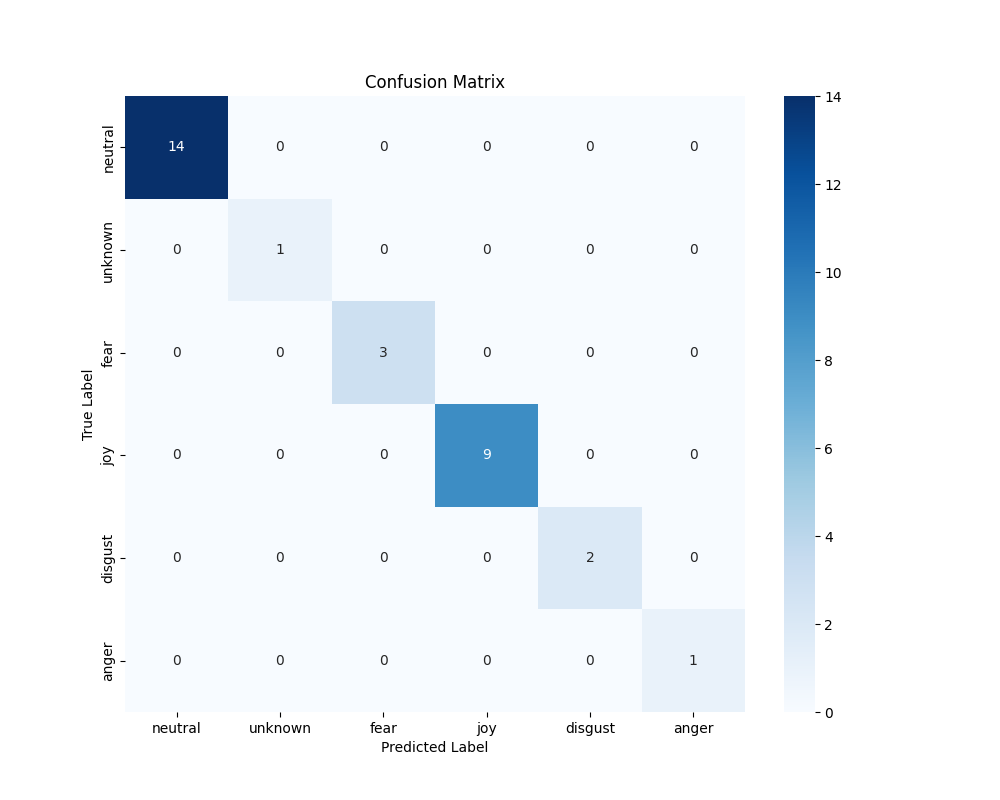 Confusion Matrix
neutral 14 0 0 0 0 0
unknown 0 1 0 0 0 0
fear 0 0 3 0 0 0
joy 0 0 0 9 0 0
disgust 0 0 0 0 2 0
anger 0 0 0 0 0 1
True Label
neutral unknown fear joy disgust anger
Predicted Label
14
12
10
8
6
4
2
0